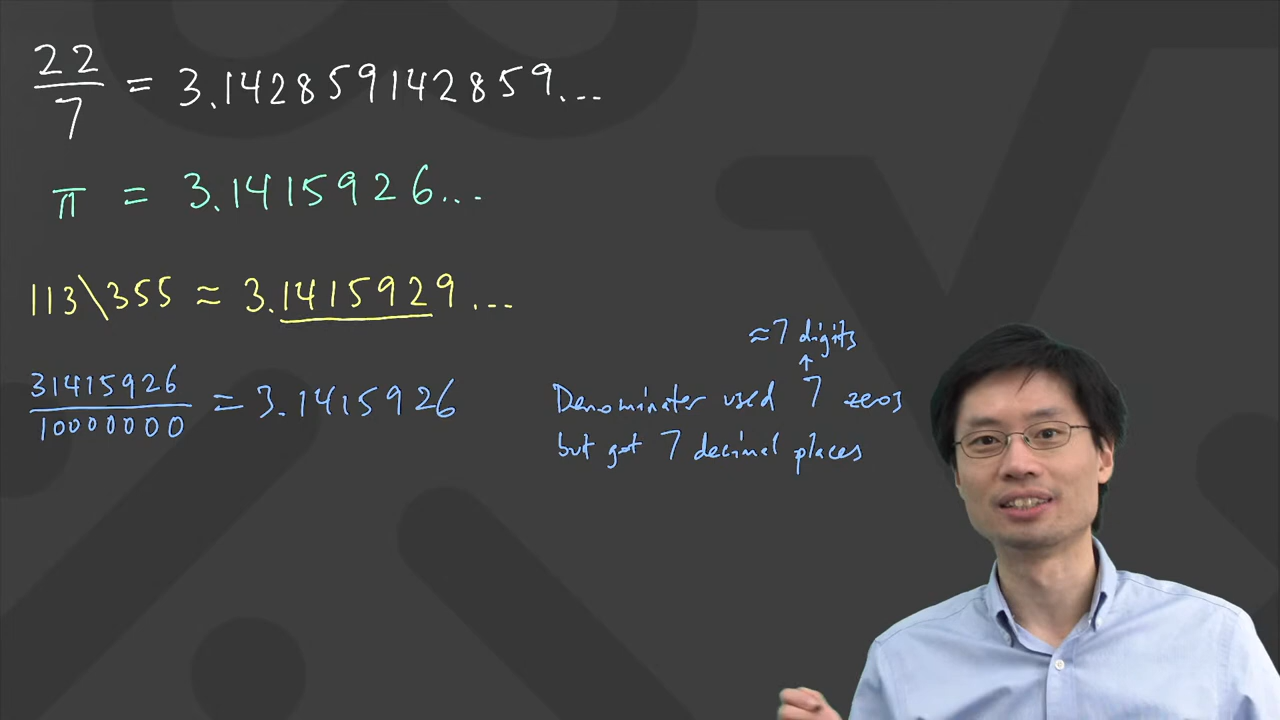 22/7 = 3.142859142859...
π = 3.1415926...
113\355 ≈ 3.1415929...
31415926/10000000 = 3.1415926
≈7 digits
↑
Denominater used 7 zeros
but got 7 decimal places